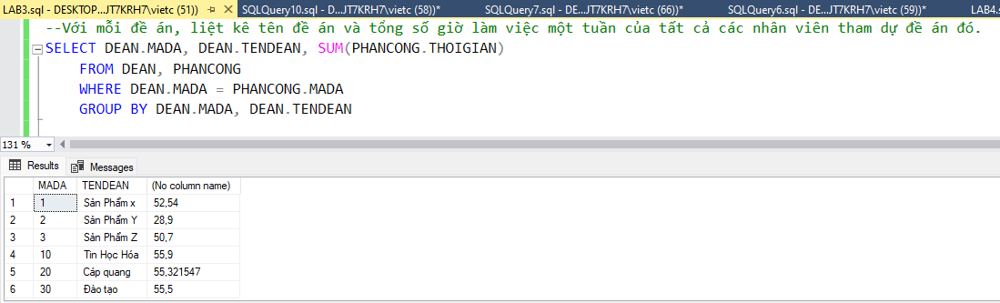 LAB3.sql - DESKTOP...JT7KRH7\vietc (51)) SQLQuery10.sql - D...JT7KRH7\vietc (58))* SQLQuery7.sql - D...JT7KRH7\vietc (66))* SQLQuery6.sql - D...JT7KRH7\vietc (59))* LAB4.s
--Với mỗi đề án, liệt kê tên đề án và tổng số giờ làm việc một tuần của tất cả các nhân viên tham dự đề án đó.
SELECT DEAN.MADA, DEAN.TENDEAN, SUM(PHANCONG.THOIGIAN)
FROM DEAN, PHANCONG
WHERE DEAN.MADA = PHANCONG.MADA
GROUP BY DEAN.MADA, DEAN.TENDEAN
131 %
Results Messages
MADA TENDEAN (No column name)
1 1 Sản Phẩm x 52,54
2 2 Sản Phẩm Y 28,9
3 3 Sản Phẩm Z 50,7
4 10 Tin Học Hóa 55,9
5 20 Cáp quang 55,321547
6 30 Đào tạo 55,5